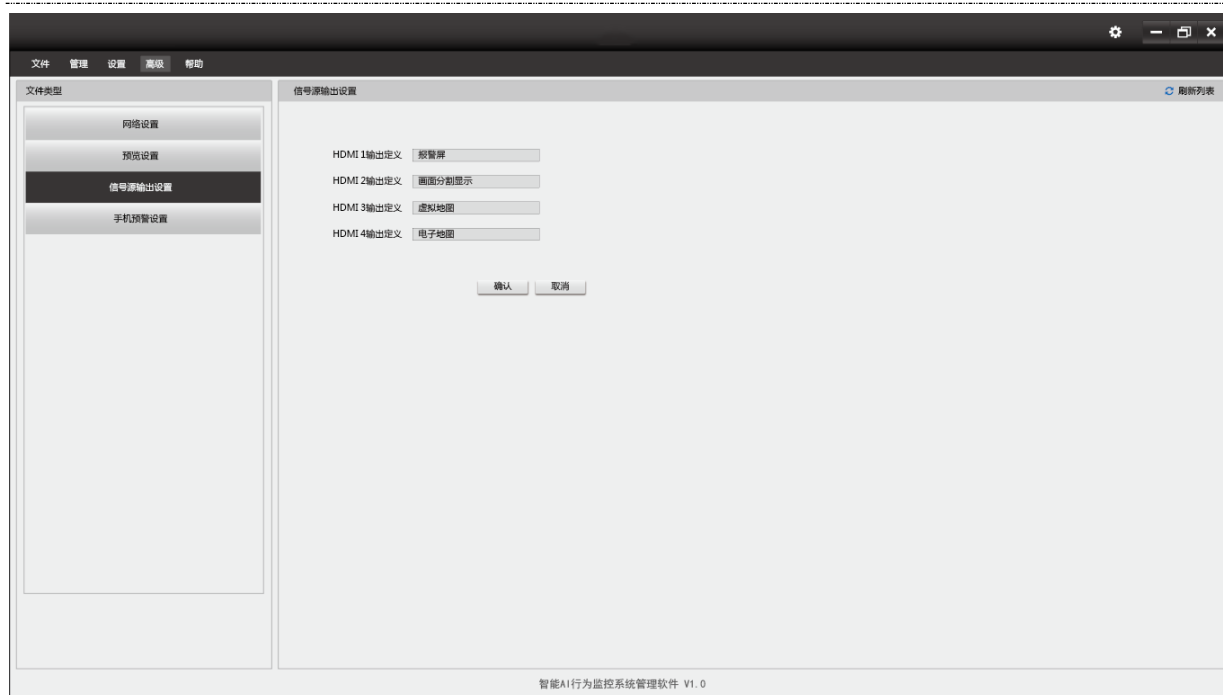 文件 管理 设置 高级 帮助
文件类型
信号源输出设置
刷新列表
网络设置
预览设置
信号源输出设置
手机预警设置
HDMI 1输出定义 报警屏
HDMI 2输出定义 画面分割显示
HDMI 3输出定义 虚拟地图
HDMI 4输出定义 电子地图
确认 取消
智能AI行为监控系统管理软件 V1.0